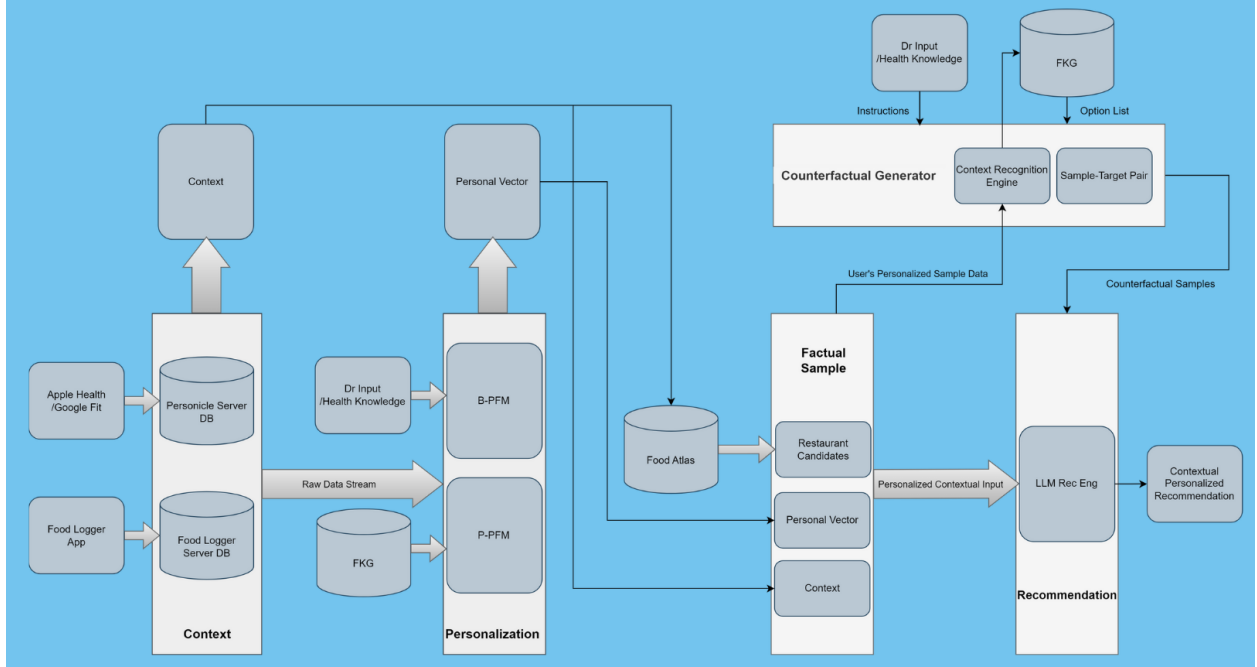 Dr Input
/Health Knowledge
FKG
Instructions
Option List
Context
Personal Vector
Counterfactual Generator
Context Recognition
Engine
Sample-Target Pair
User's Personalized Sample Data
Counterfactual Samples
Apple Health
/Google Fit
Personicle Server
DB
Dr Input
/Health Knowledge
B-PFM
Factual
Sample
Food Atlas
Restaurant
Candidates
Raw Data Stream
Personalized Contextual Input
LLM Rec Eng
Contextual
Personalized
Recommendation
Food Logger
App
Food Logger
Server DB
FKG
P-PFM
Personal Vector
Context
Context
Personalization
Recommendation